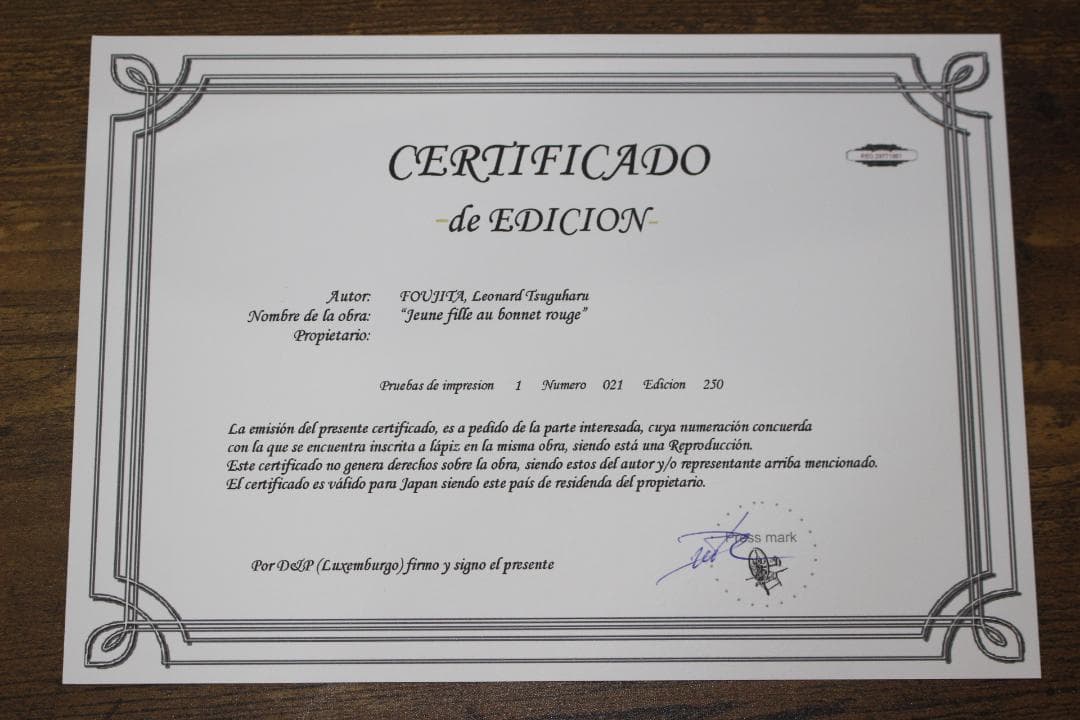 CERTIFICADO
-de EDICION-
Autor: FOUJITA, Leonard Tsuguharu
Nombre de la obra: “Jeune fille au bonnet rouge”
Propietario:
Pruebas de impresion 1 Numero 021 Edicion 250
La emisión del presente certificado, es a pedido de la parte interesada, cuya numeración concuerda
con la que se encuentra inscrita a lápiz en la misma obra, siendo está una Reproducción.
Este certificado no genera derechos sobre la obra, siendo estos del autor y/o representante arriba mencionado.
El certificado es válido para Japan siendo este país de residenda del propietario.
Press mark
Por D&P (Luxemburgo) firmo y signo el presente